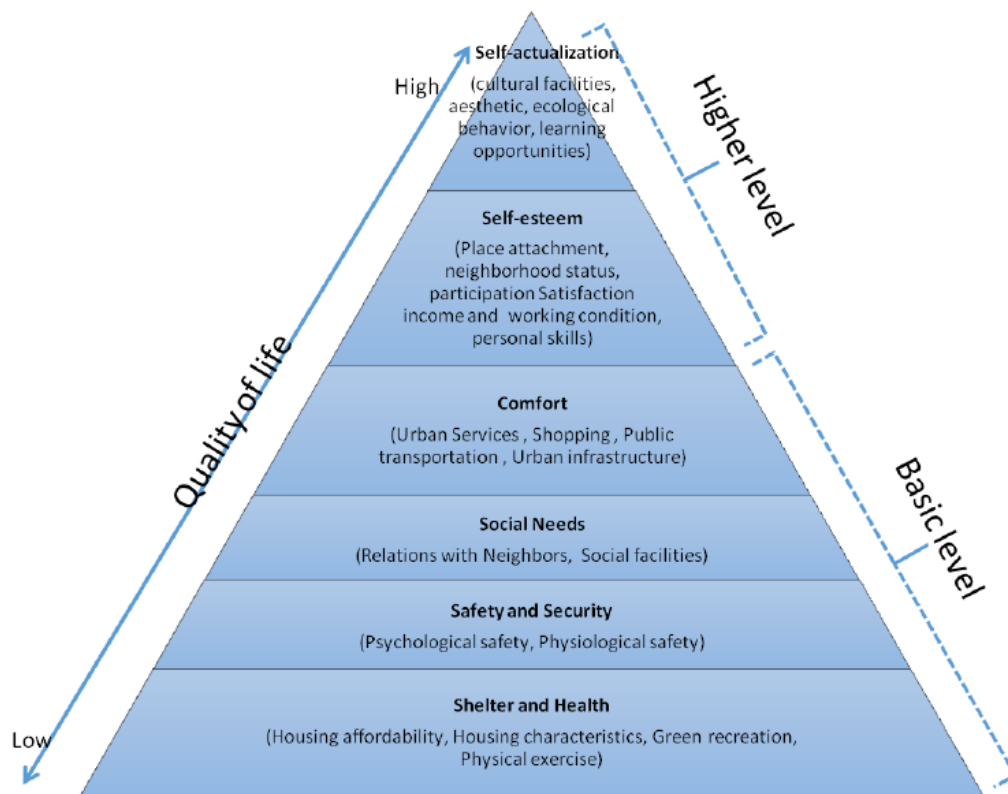 Self-actualization
(cultural facilities,
aesthetic, ecological
behavior, learning
opportunities)
Self-esteem
(Place attachment,
neighborhood status,
participation Satisfaction
income and working condition,
personal skills)
Comfort
(Urban Services , Shopping , Public
transportation , Urban infrastructure)
Social Needs
(Relations with Neighbors, Social facilities)
Safety and Security
(Psychological safety, Physiological safety)
Shelter and Health
(Housing affordability, Housing characteristics, Green recreation,
Physical exercise)
High
Quality of life
Low
Higher level
Basic level